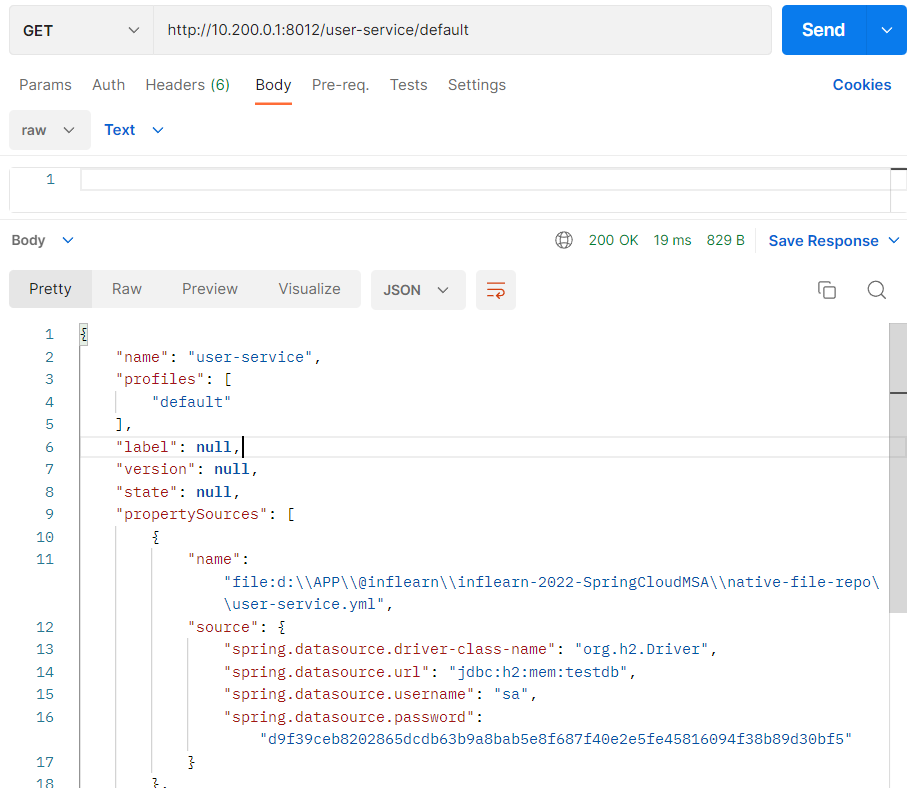 GET http://10.200.0.1:8012/user-service/default Send
Params Auth Headers (6) Body Pre-req. Tests Settings Cookies
raw Text
1
Body 200 OK 19 ms 829 B Save Response
Pretty Raw Preview Visualize JSON
1 {
2 "name": "user-service",
3 "profiles": [
4 "default"
5 ],
6 "label": null,
7 "version": null,
8 "state": null,
9 "propertySources": [
10 {
11 "name":
"file:d:\\APP\\@inflearn\\inflearn-2022-SpringCloudMSA\\native-file-repo\
\user-service.yml",
12 "source": {
13 "spring.datasource.driver-class-name": "org.h2.Driver",
14 "spring.datasource.url": "jdbc:h2:mem:testdb",
15 "spring.datasource.username": "sa",
16 "spring.datasource.password":
"d9f39ceb8202865dcdb63b9a8bab5e8f687f40e2e5fe45816094f38b89d30bf5"
17 }
18 },